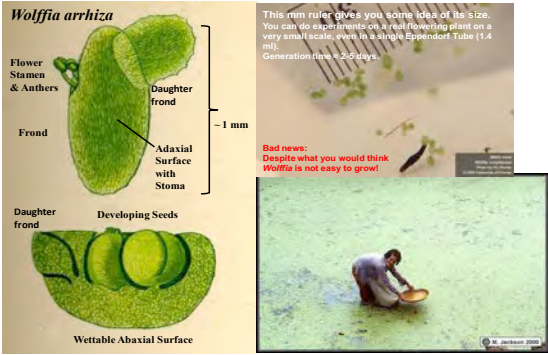 Wolffia arrhiza
Flower
Stamen
& Anthers
Daughter
frond
~ 1 mm
Frond
Adaxial
Surface
with
Stoma
Daughter
frond
Developing Seeds
Wettable Abaxial Surface
This mm ruler gives you some idea of its size.
You can do experiments on a real flowering plant on a
very small scale, even in a single Eppendorf Tube (1.4
ml).
Generation time = 2-5 days.
Bad news:
Despite what you would think
Wolffia is not easy to grow!
© M. Jackson 2000